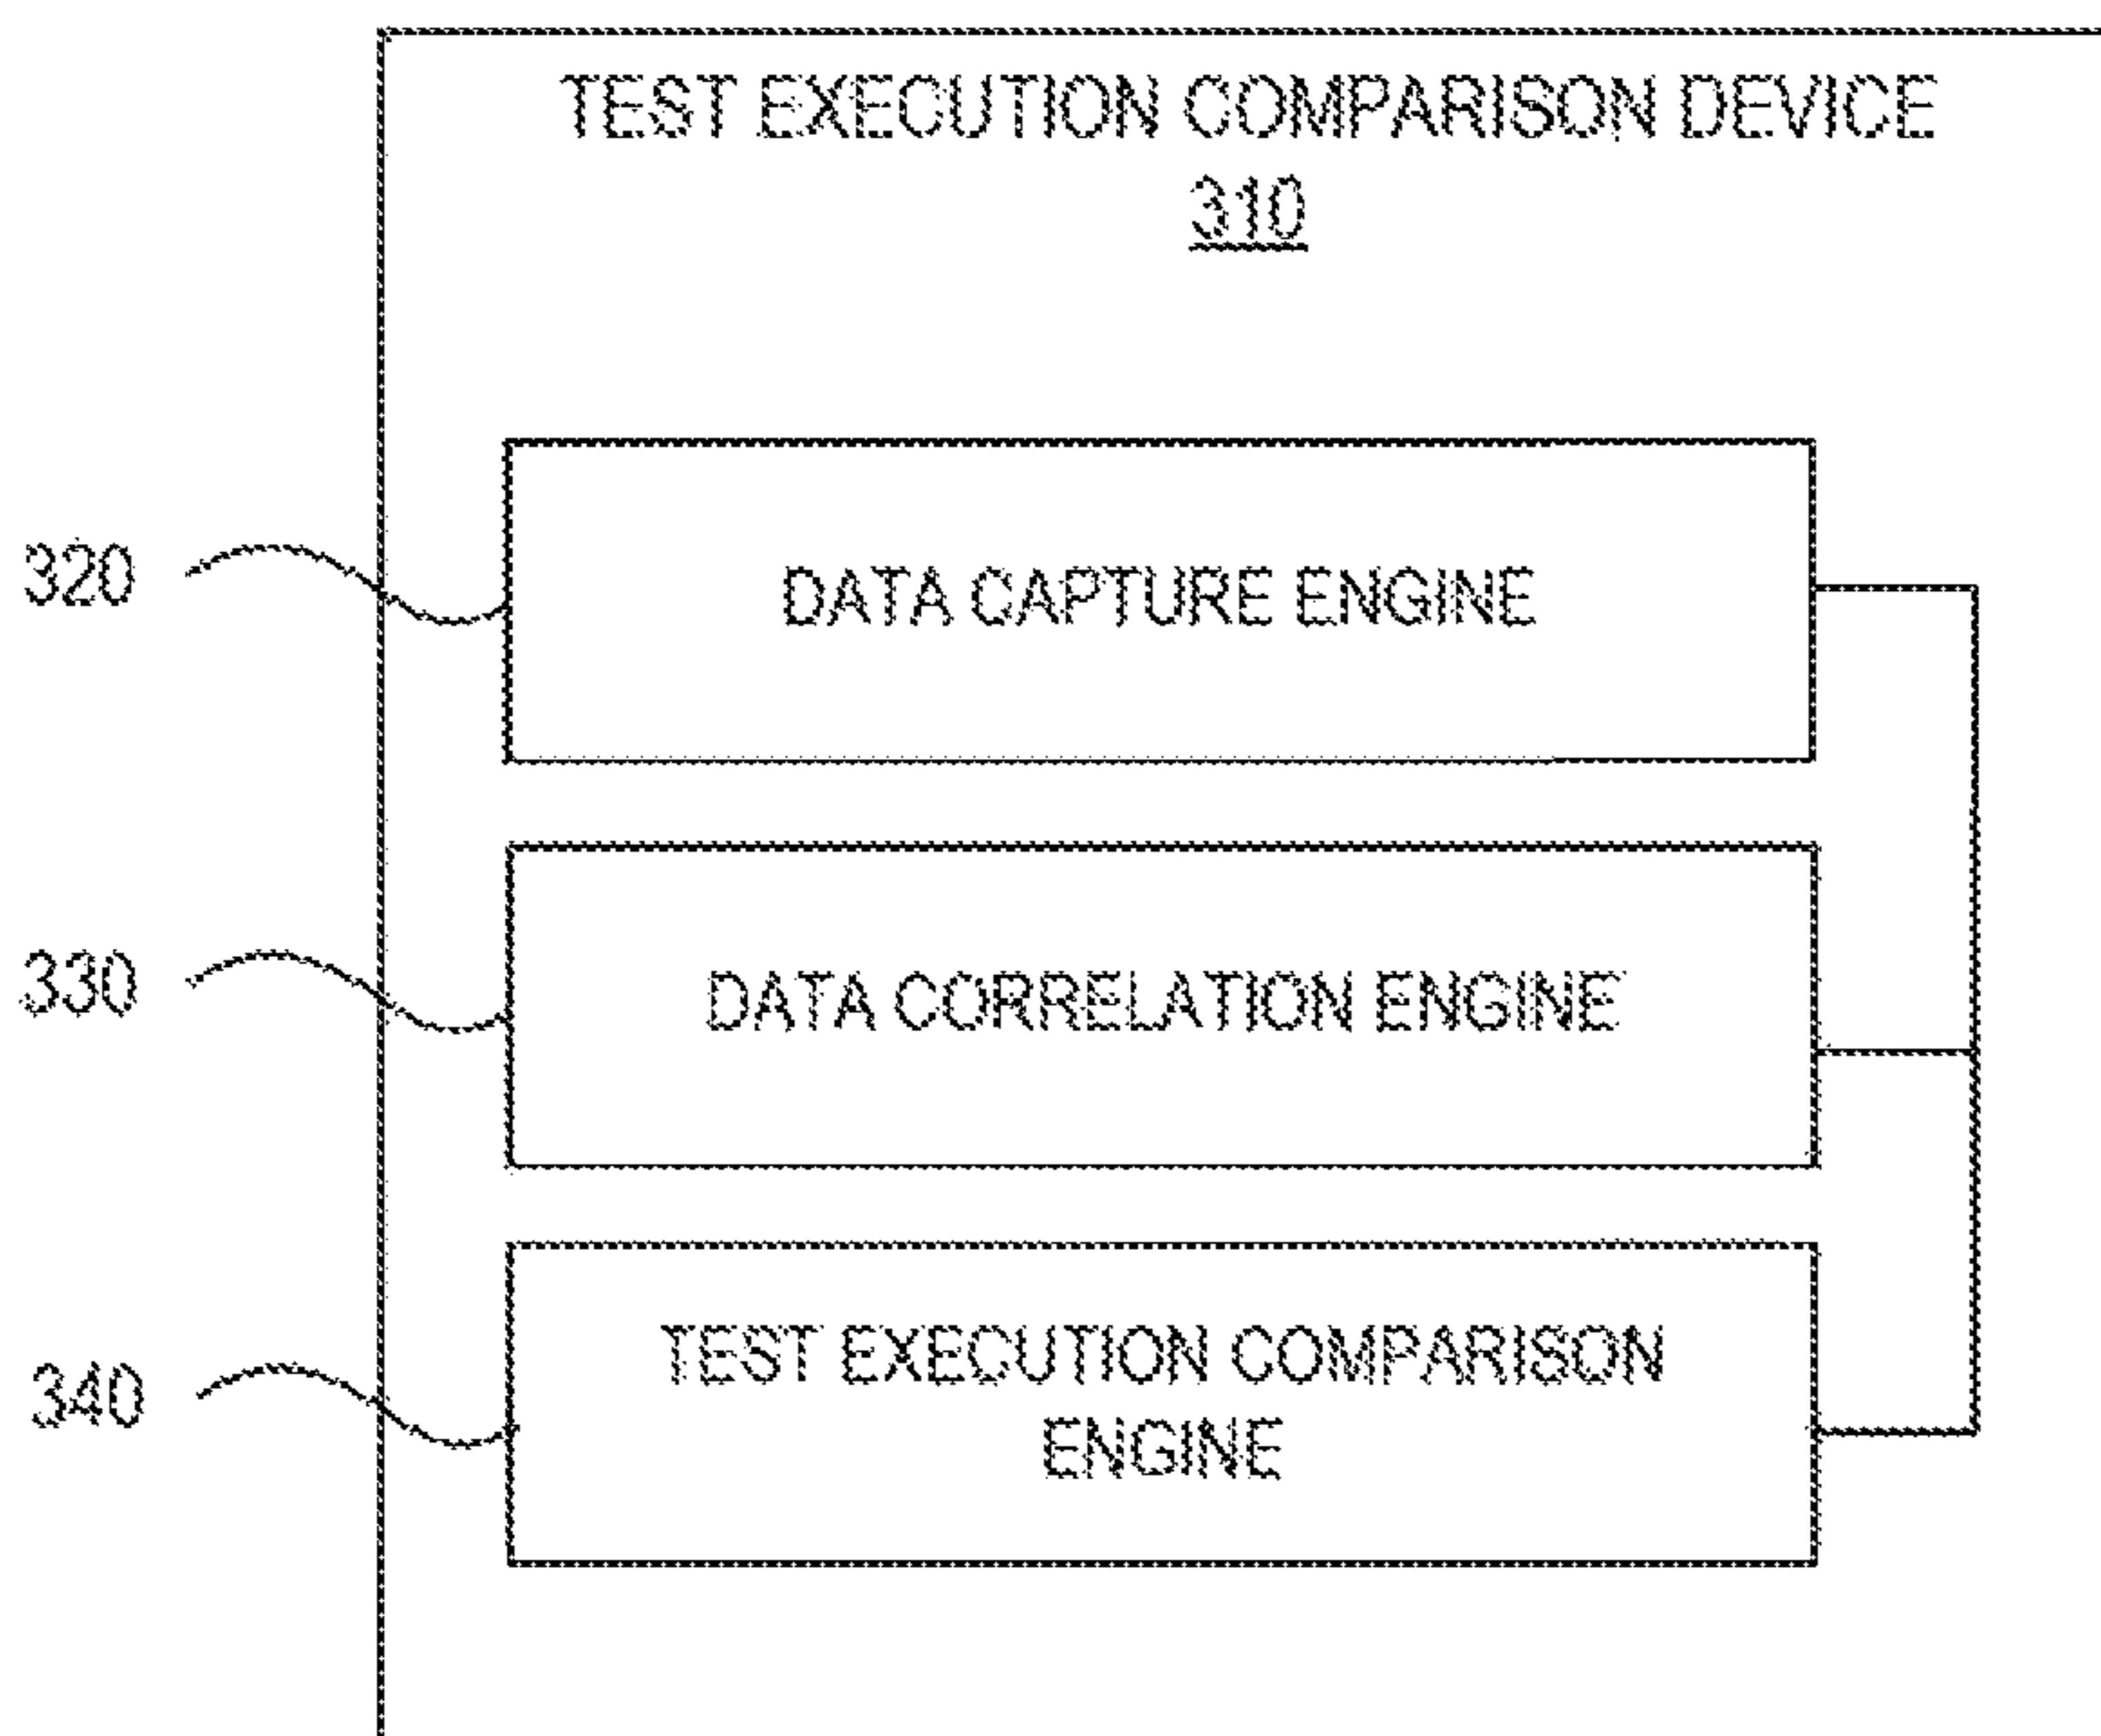 TEST EXECUTION COMPARISON DEVICE
310
320
DATA CAPTURE ENGINE
330
DATA CORRELATION ENGINE
340
TEST EXECUTION COMPARISON
ENGINE